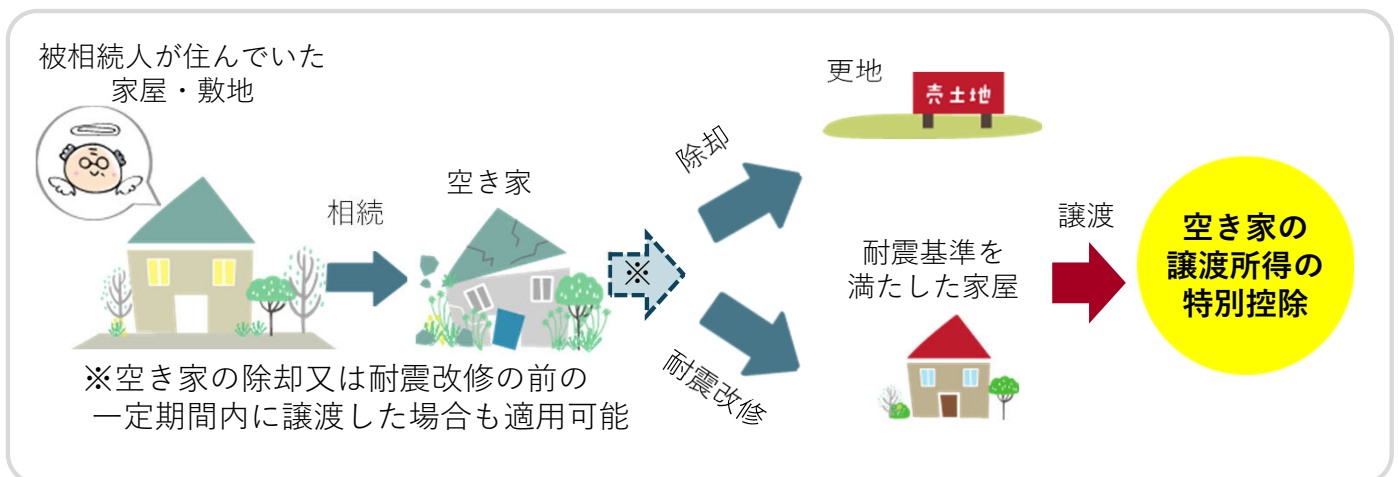 被相続人が住んでいた
家屋・敷地
相続
空き家
※
除却
耐震改修
更地
売土地
耐震基準を
満たした家屋
譲渡
空き家の
譲渡所得の
特別控除
※空き家の除却又は耐震改修の前の
一定期間内に譲渡した場合も適用可能